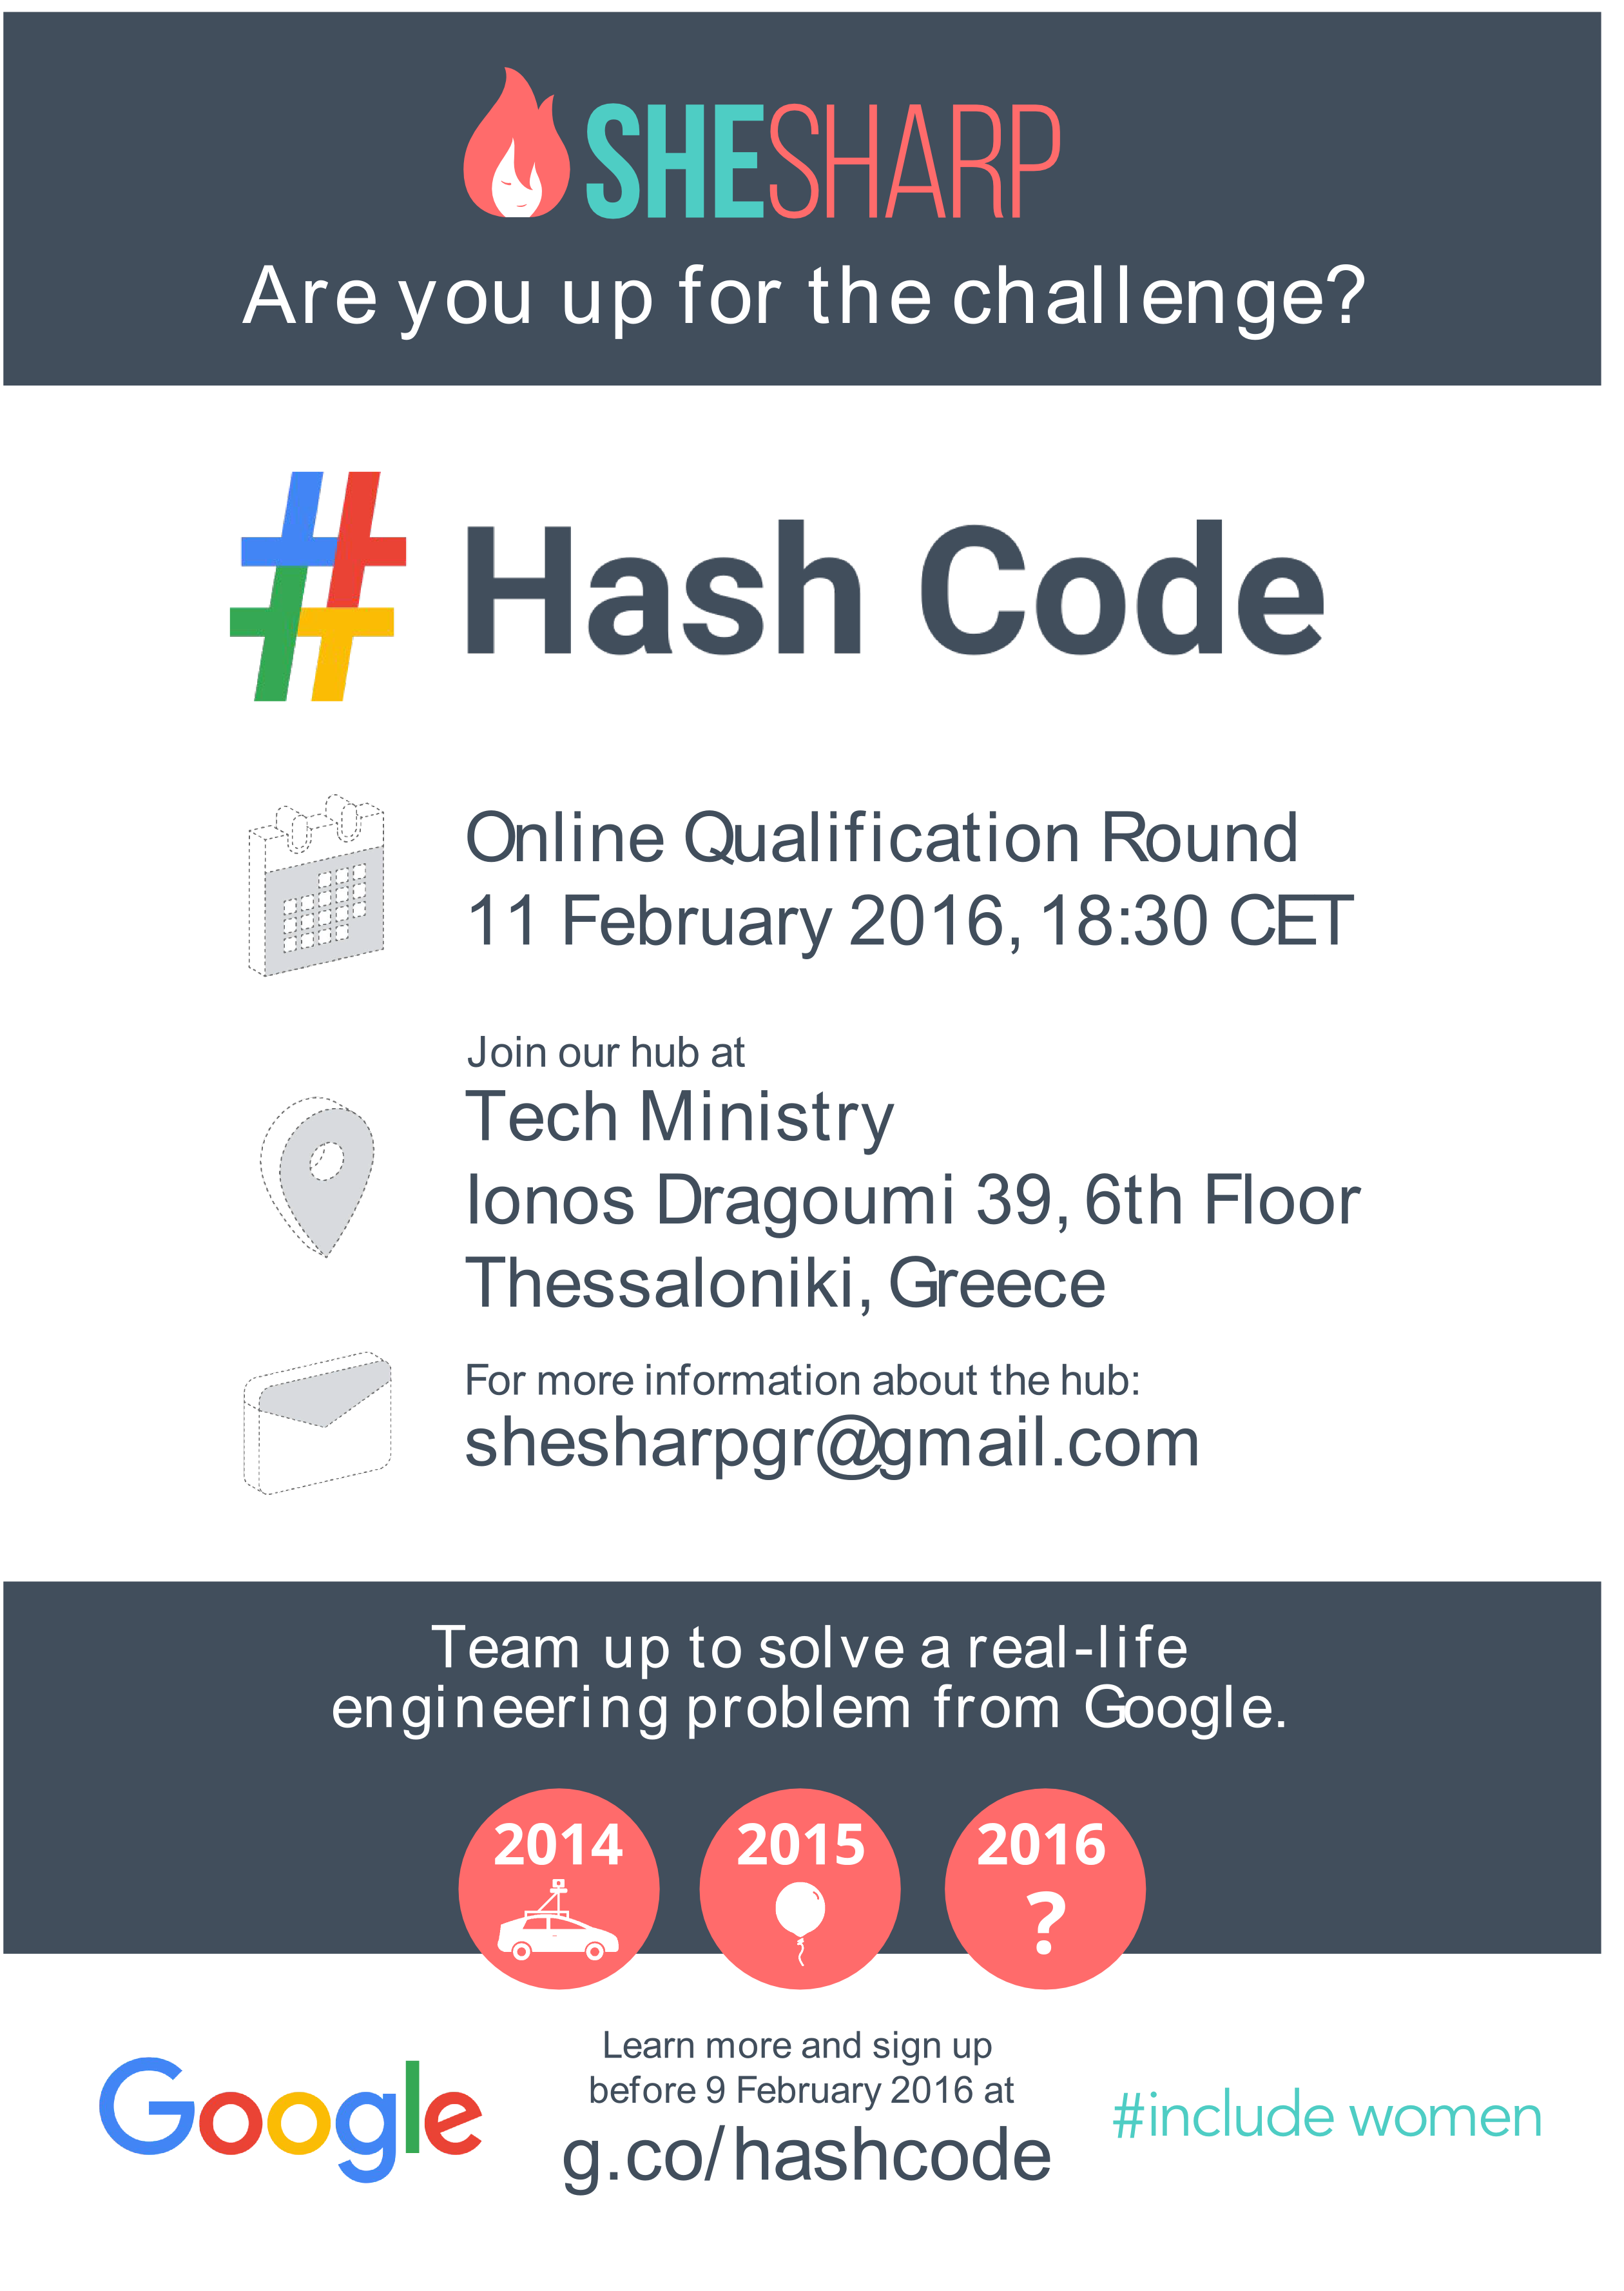 SHESHARP
Are you up for the challenge?
# Hash Code
Online Qualification Round
11 February 2016, 18:30 CET
Join our hub at
Tech Ministry
Ionos Dragoumi 39, 6th Floor
Thessaloniki, Greece
For more information about the hub:
shesharpgr@gmail.com
Team up to solve a real-life
engineering problem from Google.
2014
2015
2016
?
Learn more and sign up
before 9 February 2016 at
g.co/hashcode
Google
#include women